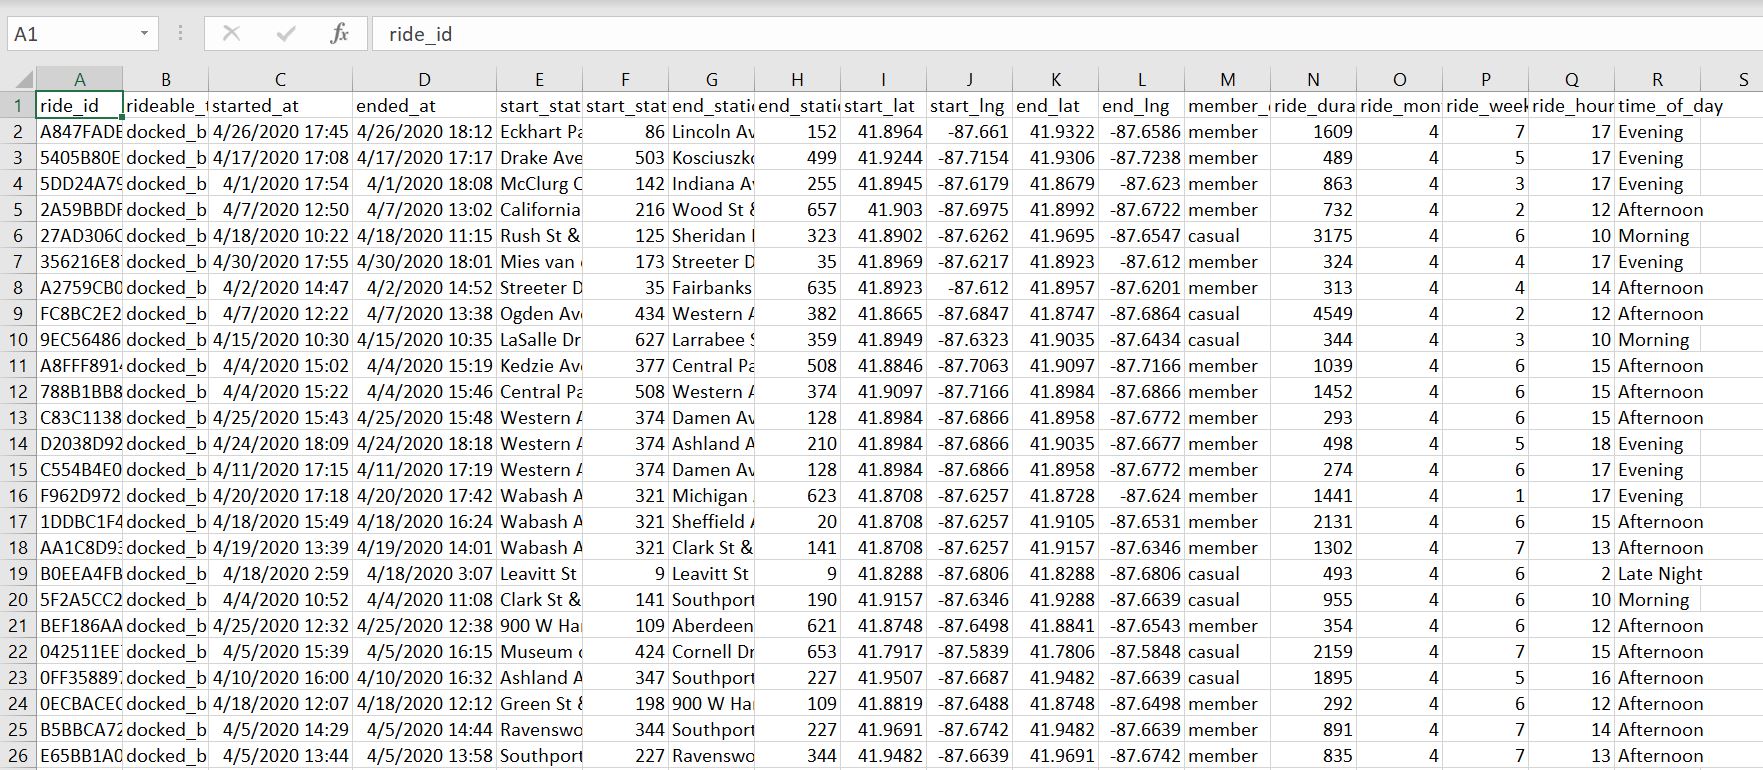 A1 fx ride_id
A B C D E F G H I J K L M N O P Q R S
1 ride_id rideable_t started_at ended_at start_stat start_stat end_stati end_stati start_lat start_lng end_lat end_lng member_ ride_dura ride_mon ride_week ride_hour time_of_day
2 A847FADE docked_b 4/26/2020 17:45 4/26/2020 18:12 Eckhart Pa 86 Lincoln Av 152 41.8964 -87.661 41.9322 -87.6586 member 1609 4 7 17 Evening
3 5405B80E docked_b 4/17/2020 17:08 4/17/2020 17:17 Drake Ave 503 Kosciuszko 499 41.9244 -87.7154 41.9306 -87.7238 member 489 4 5 17 Evening
4 5DD24A79 docked_b 4/1/2020 17:54 4/1/2020 18:08 McClurg C 142 Indiana Av 255 41.8945 -87.6179 41.8679 -87.623 member 863 4 3 17 Evening
5 2A59BBDF docked_b 4/7/2020 12:50 4/7/2020 13:02 California 216 Wood St & 657 41.903 -87.6975 41.8992 -87.6722 member 732 4 2 12 Afternoon
6 27AD306C docked_b 4/18/2020 10:22 4/18/2020 11:15 Rush St & 125 Sheridan 323 41.8902 -87.6262 41.9695 -87.6547 casual 3175 4 6 10 Morning
7 356216E8 docked_b 4/30/2020 17:55 4/30/2020 18:01 Mies van 173 Streeter D 35 41.8969 -87.6217 41.8923 -87.612 member 324 4 4 17 Evening
8 A2759CB0 docked_b 4/2/2020 14:47 4/2/2020 14:52 Streeter D 35 Fairbanks 635 41.8923 -87.612 41.8957 -87.6201 member 313 4 4 14 Afternoon
9 FC8BC2E2 docked_b 4/7/2020 12:22 4/7/2020 13:38 Ogden Av 434 Western A 382 41.8665 -87.6847 41.8747 -87.6864 casual 4549 4 2 12 Afternoon
10 9EC56486 docked_b 4/15/2020 10:30 4/15/2020 10:35 LaSalle Dr 627 Larrabee S 359 41.8949 -87.6323 41.9035 -87.6434 casual 344 4 3 10 Morning
11 A8FFF891 docked_b 4/4/2020 15:02 4/4/2020 15:19 Kedzie Av 377 Central Pa 508 41.8846 -87.7063 41.9097 -87.7166 member 1039 4 6 15 Afternoon
12 788B1BB8 docked_b 4/4/2020 15:22 4/4/2020 15:46 Central Pa 508 Western A 374 41.9097 -87.7166 41.8984 -87.6866 member 1452 4 6 15 Afternoon
13 C83C1138 docked_b 4/25/2020 15:43 4/25/2020 15:48 Western A 374 Damen Av 128 41.8984 -87.6866 41.8958 -87.6772 member 293 4 6 15 Afternoon
14 D2038D92 docked_b 4/24/2020 18:09 4/24/2020 18:18 Western A 374 Ashland A 210 41.8984 -87.6866 41.9035 -87.6677 member 498 4 5 18 Evening
15 C554B4E0 docked_b 4/11/2020 17:15 4/11/2020 17:19 Western A 374 Damen Av 128 41.8984 -87.6866 41.8958 -87.6772 member 274 4 6 17 Evening
16 F962D972 docked_b 4/20/2020 17:18 4/20/2020 17:42 Wabash A 321 Michigan 623 41.8708 -87.6257 41.8728 -87.624 member 1441 4 1 17 Evening
17 1DDBC1F4 docked_b 4/18/2020 15:49 4/18/2020 16:24 Wabash A 321 Sheffield A 20 41.8708 -87.6257 41.9105 -87.6531 member 2131 4 6 15 Afternoon
18 AA1C8D93 docked_b 4/19/2020 13:39 4/19/2020 14:01 Wabash A 321 Clark St & 141 41.8708 -87.6257 41.9157 -87.6346 member 1302 4 7 13 Afternoon
19 B0EEA4FB docked_b 4/18/2020 2:59 4/18/2020 3:07 Leavitt St 9 Leavitt St 9 41.8288 -87.6806 41.8288 -87.6806 casual 493 4 6 2 Late Night
20 5F2A5CC2 docked_b 4/4/2020 10:52 4/4/2020 11:08 Clark St & 141 Southport 190 41.9157 -87.6346 41.9288 -87.6639 casual 955 4 6 10 Morning
21 BEF186AA docked_b 4/25/2020 12:32 4/25/2020 12:38 900 W Ha 109 Aberdeen 621 41.8748 -87.6498 41.8841 -87.6543 member 354 4 6 12 Afternoon
22 042511EE docked_b 4/5/2020 15:39 4/5/2020 16:15 Museum 424 Cornell Dr 653 41.7917 -87.5839 41.7806 -87.5848 casual 2159 4 7 15 Afternoon
23 0FF35889 docked_b 4/10/2020 16:00 4/10/2020 16:32 Ashland A 347 Southport 227 41.9507 -87.6687 41.9482 -87.6639 casual 1895 4 5 16 Afternoon
24 0ECBACEC docked_b 4/18/2020 12:07 4/18/2020 12:12 Green St & 198 900 W Ha 109 41.8819 -87.6488 41.8748 -87.6498 member 292 4 6 12 Afternoon
25 B5BBCA72 docked_b 4/5/2020 14:29 4/5/2020 14:44 Ravenswo 344 Southport 227 41.9691 -87.6742 41.9482 -87.6639 member 891 4 7 14 Afternoon
26 E65BB1A0 docked_b 4/5/2020 13:44 4/5/2020 13:58 Southport 227 Ravenswo 344 41.9482 -87.6639 41.9691 -87.6742 member 835 4 7 13 Afternoon